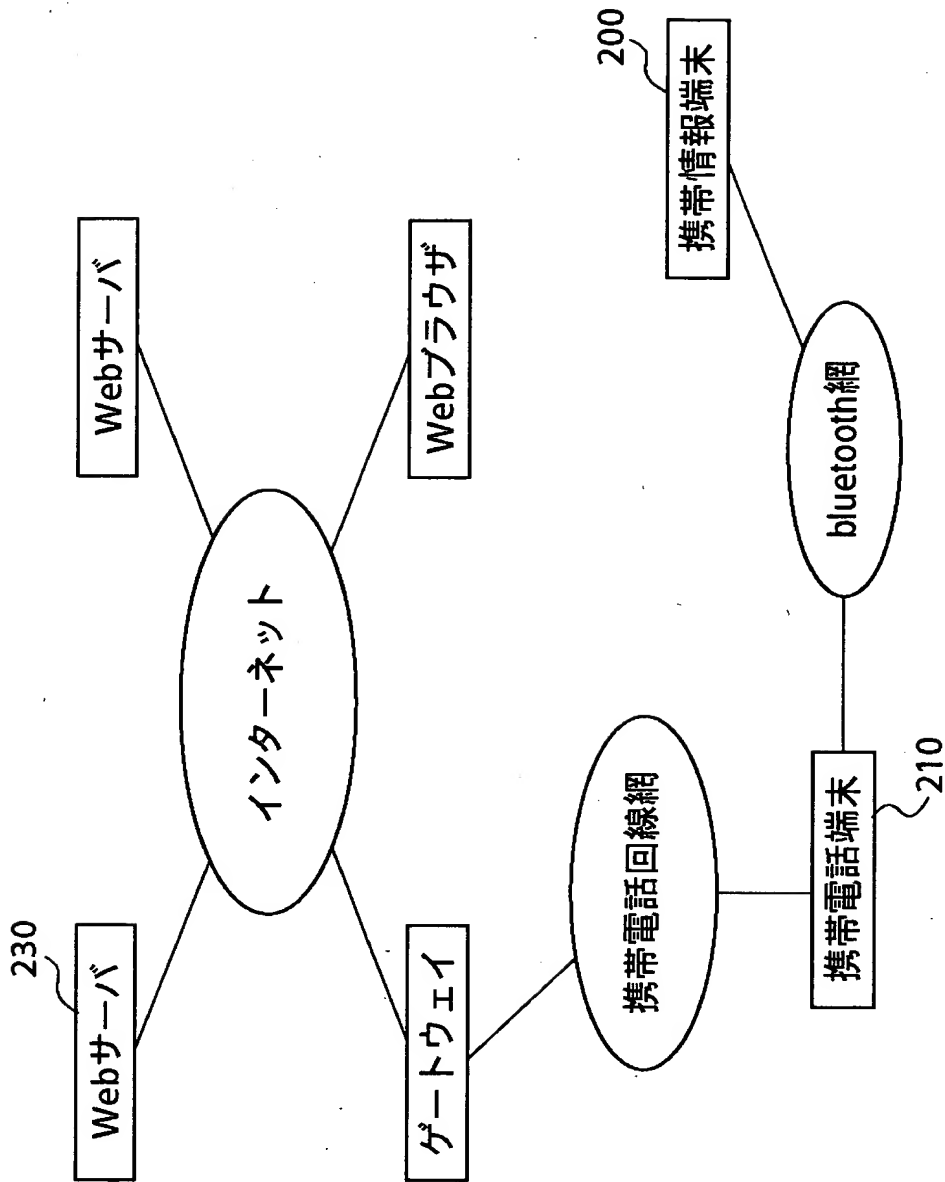 230
Webサーバ
Webサーバ
インターネット
ゲートウェイ
Webブラウザ
携帯電話回線網
200
携帯情報端末
携帯電話端末
210
bluetooth網